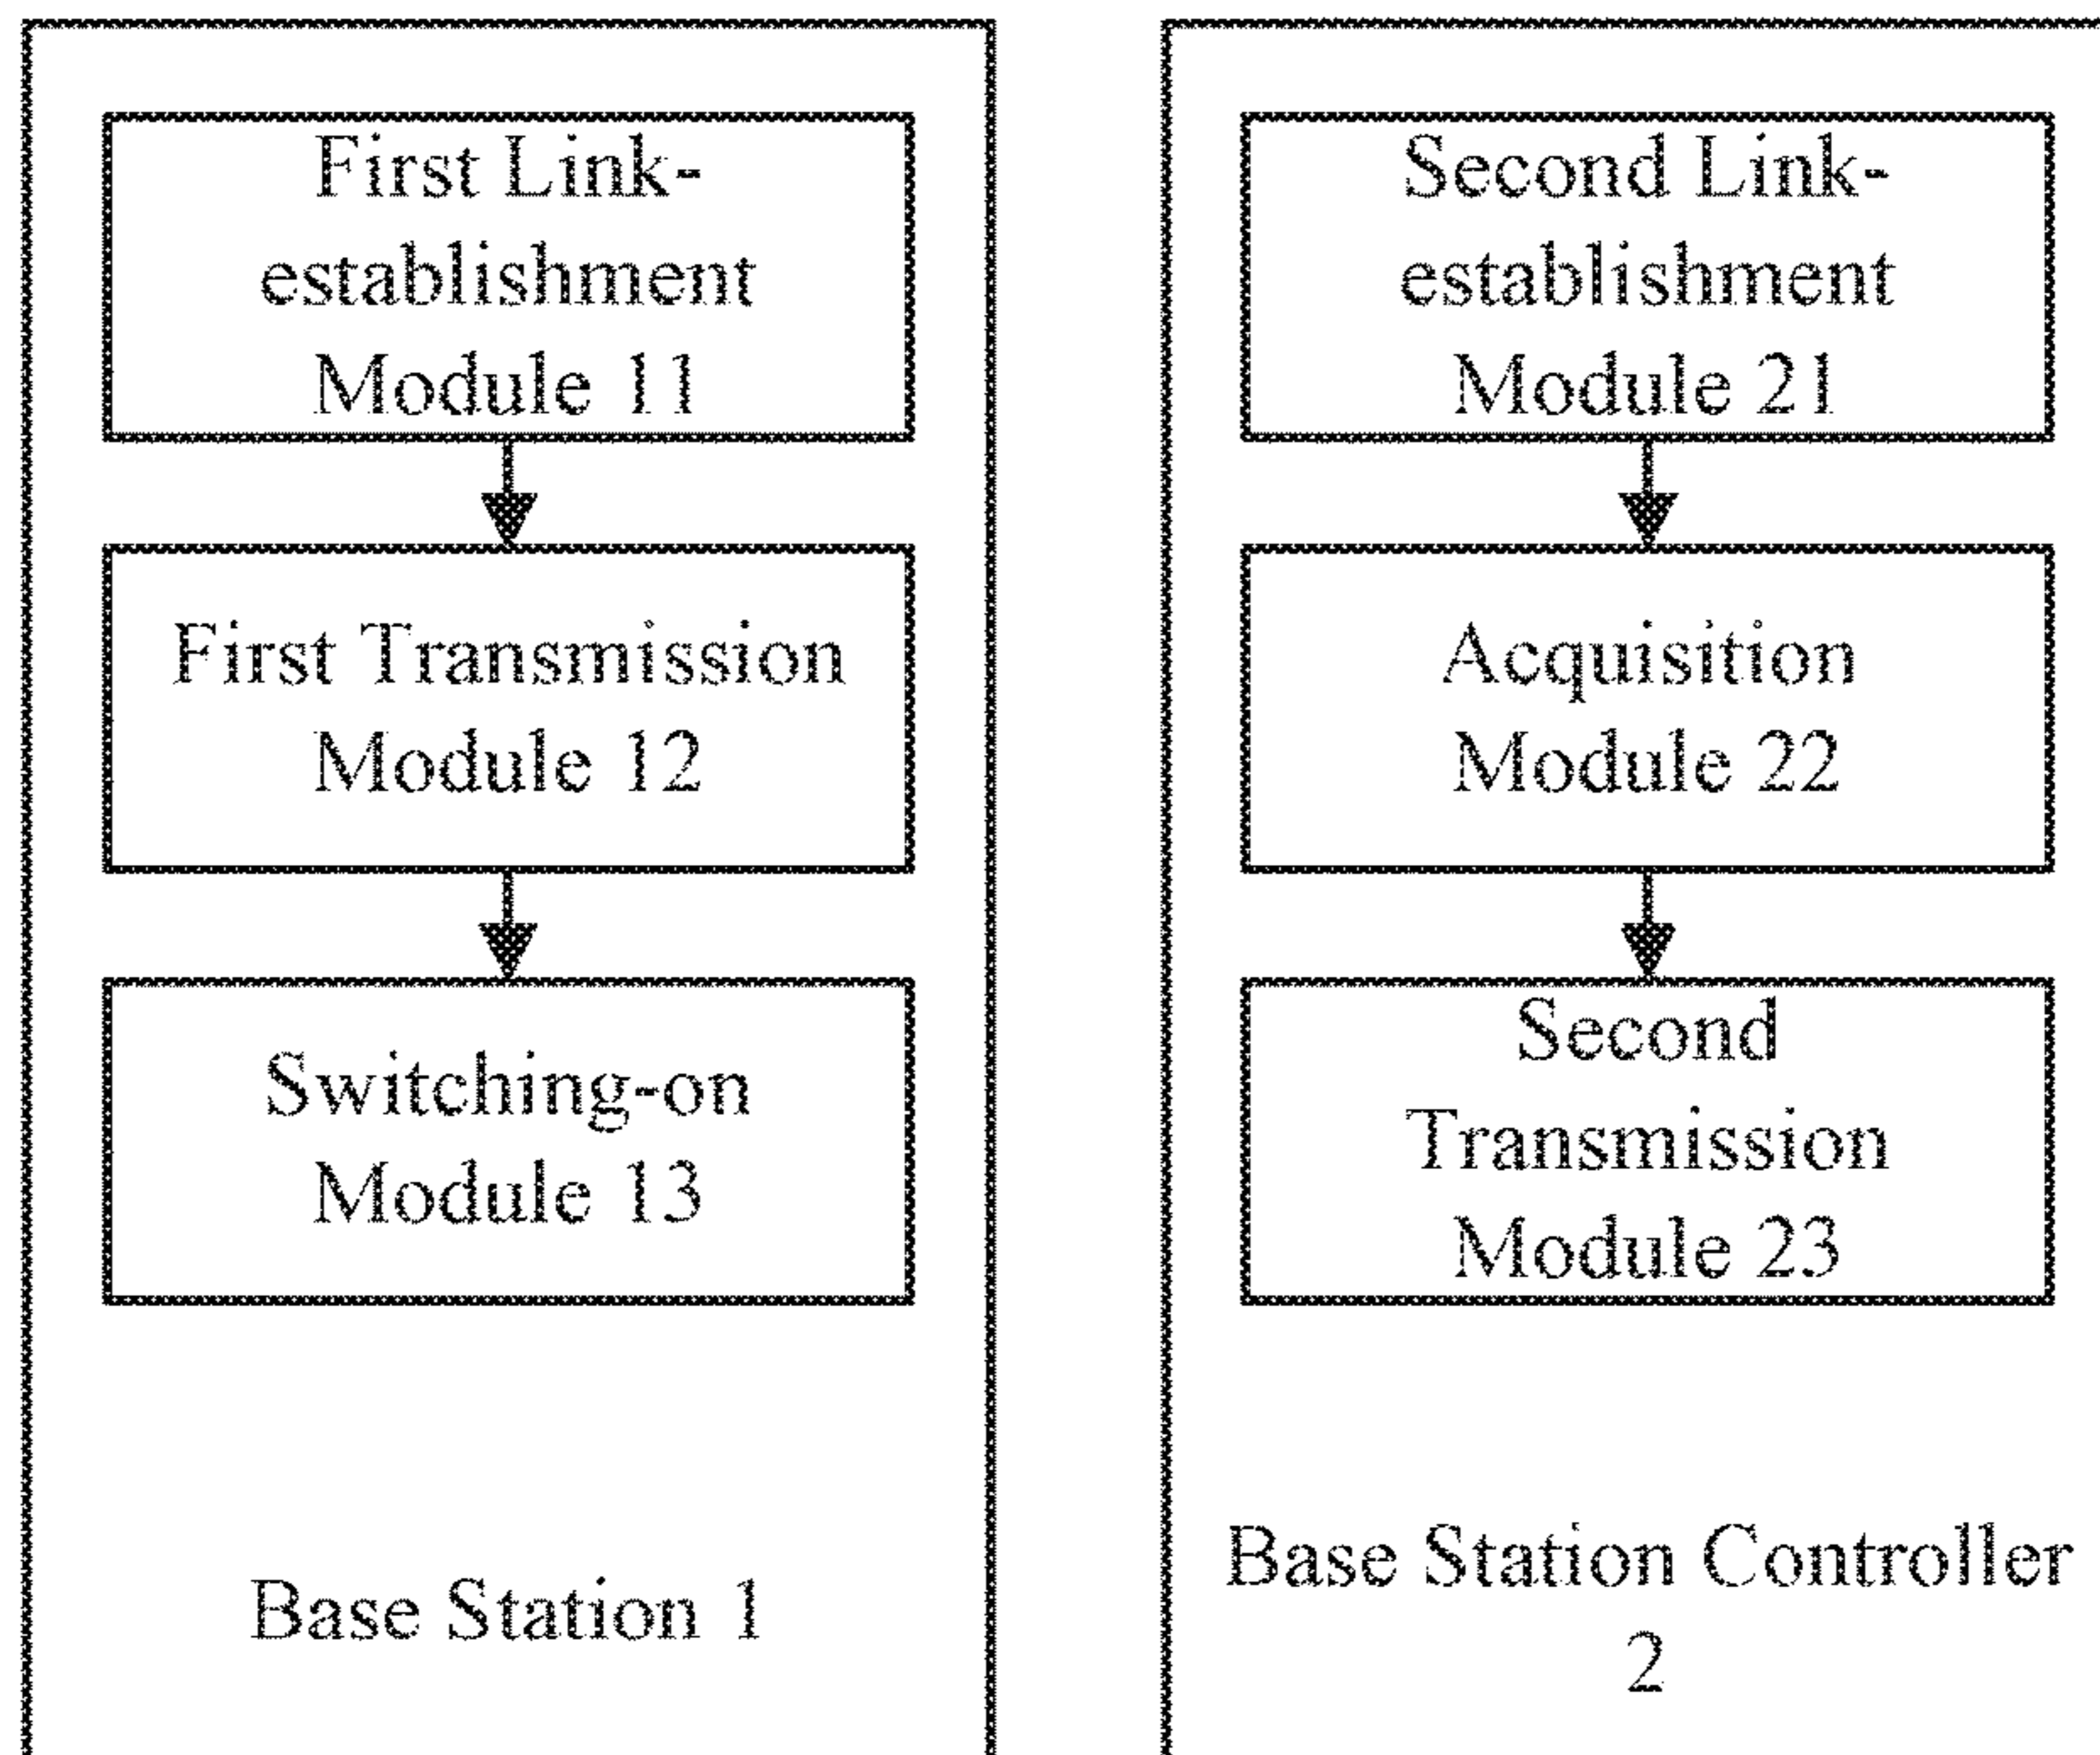 First Link-
establishment
Module 11
First Transmission
Module 12
Switching-on
Module 13
Base Station 1
Second Link-
establishment
Module 21
Acquisition
Module 22
Second
Transmission
Module 23
Base Station Controller
2